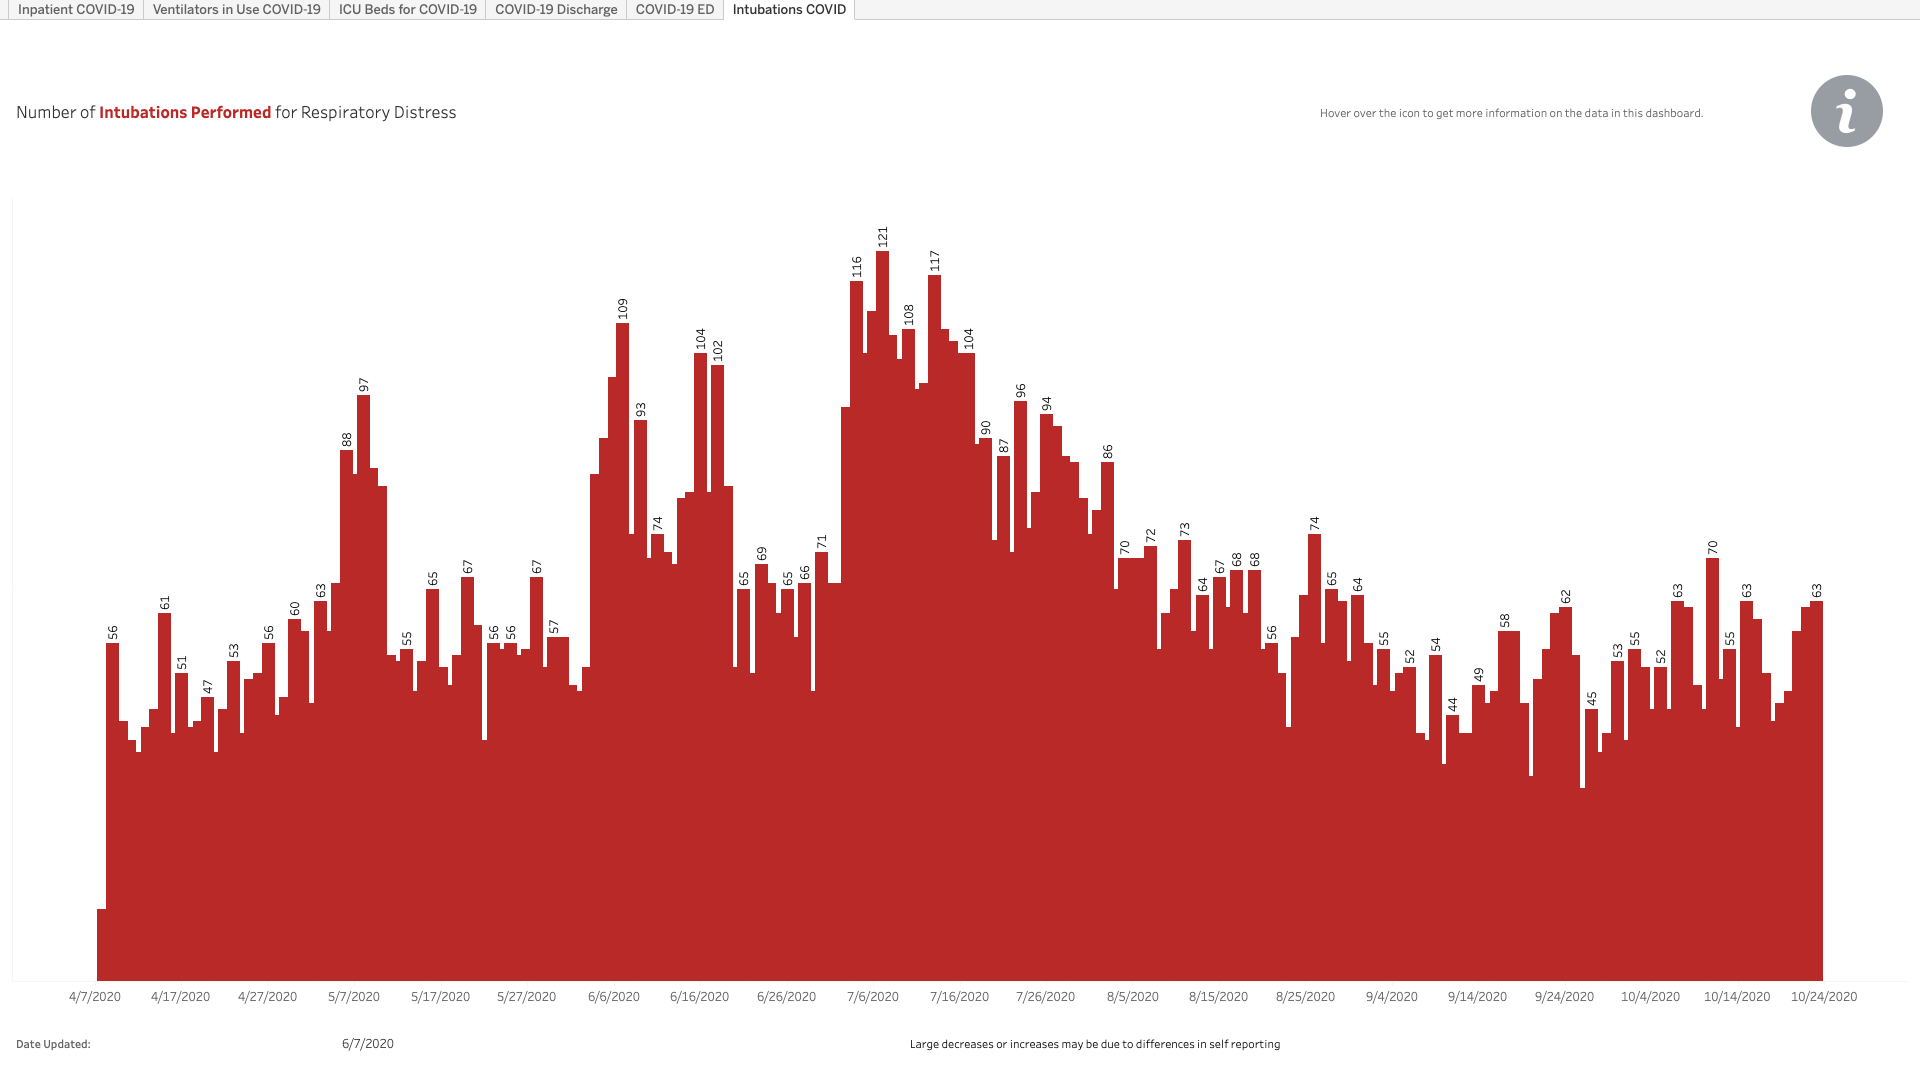 Inpatient COVID-19 Ventilators in Use COVID-19 ICU Beds for COVID-19 COVID-19 Discharge COVID-19 ED Intubations COVID
Number of Intubations Performed for Respiratory Distress
Hover over the icon to get more information on the data in this dashboard.
i
56 61 51 47 53 56 60 63 88 97 55 65 67 56 56 67 57 109 93 74 104 102 65 69 65 66 71 116 121 108 117 104 90 87 96 94 86 70 72 73 64 67 68 68 56 74 65 64 55 52 54 44 49 58 62 45 53 55 52 63 70 55 63 63
4/7/2020 4/17/2020 4/27/2020 5/7/2020 5/17/2020 5/27/2020 6/6/2020 6/16/2020 6/26/2020 7/6/2020 7/16/2020 7/26/2020 8/5/2020 8/15/2020 8/25/2020 9/4/2020 9/14/2020 9/24/2020 10/4/2020 10/14/2020 10/24/2020
Date Updated: 6/7/2020
Large decreases or increases may be due to differences in self reporting